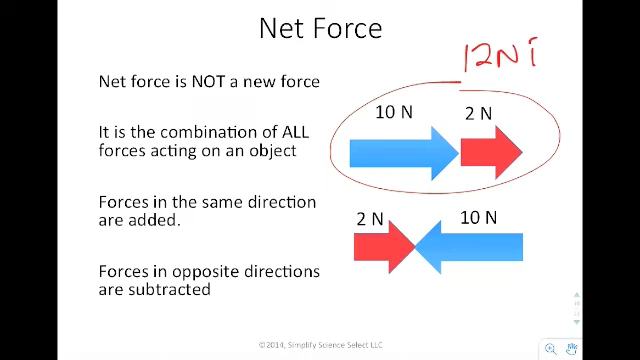 Net Force
12N i
Net force is NOT a new force
10 N
2 N
It is the combination of ALL
forces acting on an object
Forces in the same direction
are added.
2 N
10 N
Forces in opposite directions
are subtracted
©2014, Simplify Science Select LLC